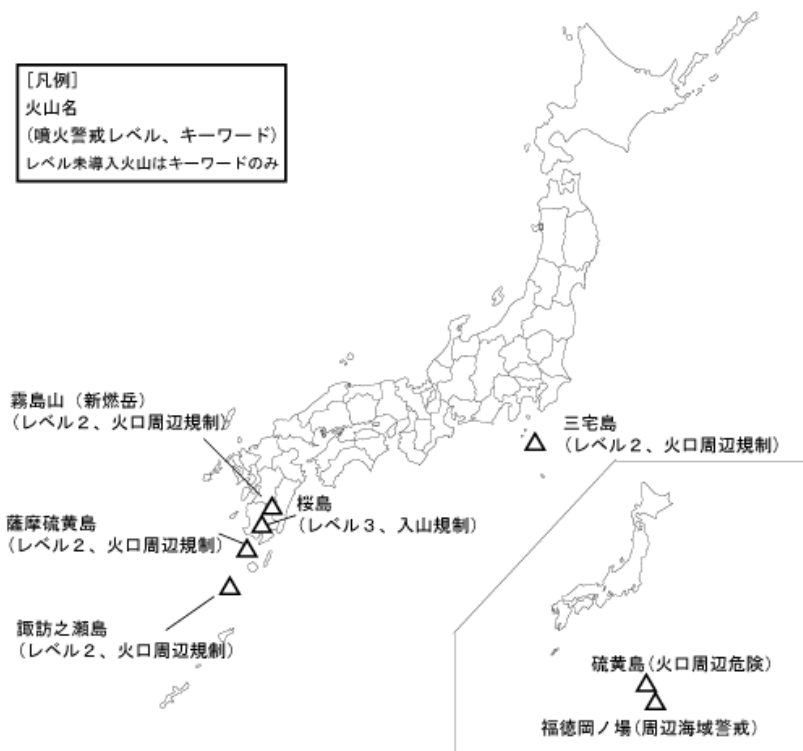 [凡例]
火山名
(噴火警戒レベル、キーワード)
レベル未導入火山はキーワードのみ
霧島山（新燃岳）
(レベル２、火口周辺規制)
三宅島
(レベル２、火口周辺規制)
桜島
(レベル３、入山規制)
薩摩硫黄島
(レベル２、火口周辺規制)
諏訪之瀬島
(レベル２、火口周辺規制)
硫黄島(火口周辺危険)
福徳岡ノ場(周辺海域警戒)